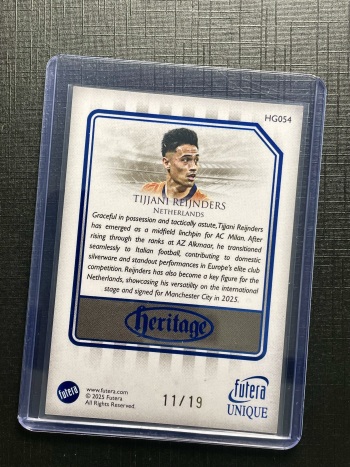 HG054
TIJJANI REIJNDERS
NETHERLANDS
Graceful in possession and tactically astute, Tijjani Reijnders
has emerged as a midfield linchpin for AC Milan. After
rising through the ranks at AZ Alkmaar, he transitioned
seamlessly to Italian football, contributing to domestic
silverware and standout performances in Europe's elite club
competition. Reijnders has also become a key figure for the
Netherlands, showcasing his versatility on the international
stage and signed for Manchester City in 2025.
heritage
futera
www.futera.com
© 2025 Futera
All Rights Reserved.
11/19
futera
UNIQUE